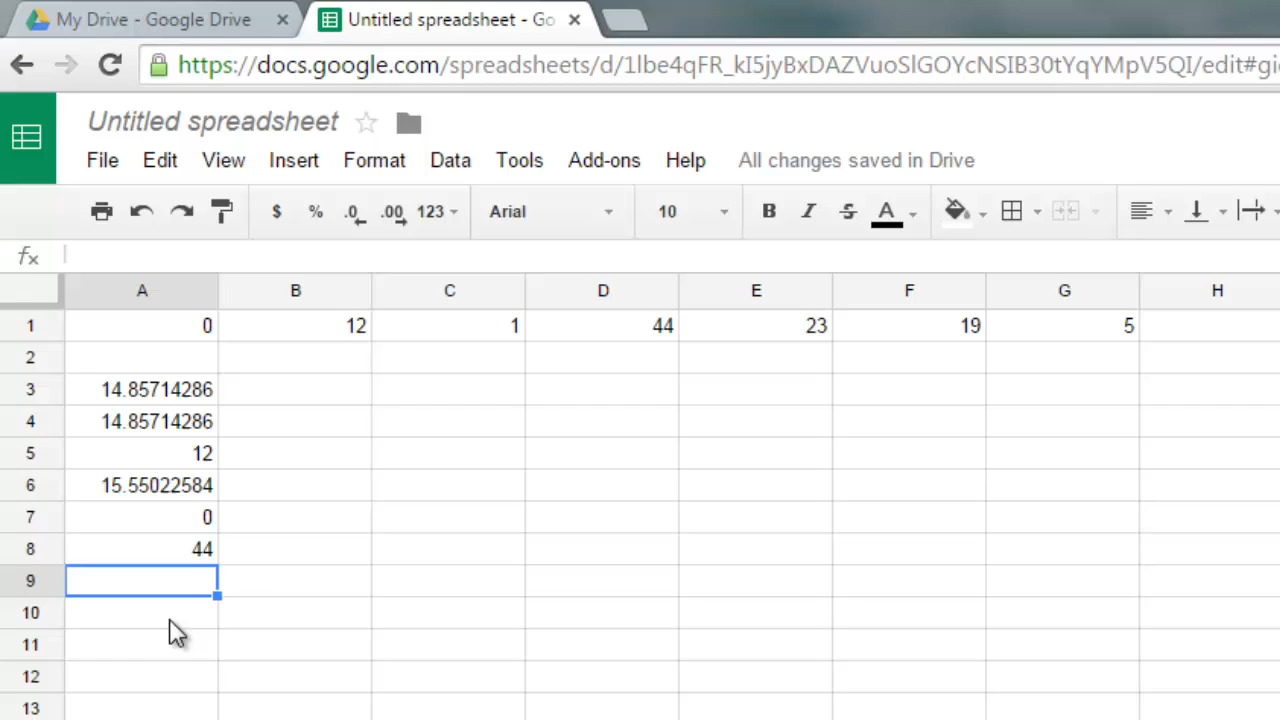 My Drive - Google Drive Untitled spreadsheet - Go
https://docs.google.com/spreadsheets/d/1lbe4qFR_kI5jyBxDAZVuoSlGOYcNSIB30tYqYMpV5QI/edit#gi
Untitled spreadsheet
File Edit View Insert Format Data Tools Add-ons Help All changes saved in Drive
$ % .0 .00 123 Arial 10 B I S A
fx
A B C D E F G H
1 0 12 1 44 23 19 5
2
3 14.85714286
4 14.85714286
5 12
6 15.55022584
7 0
8 44
9
10
11
12
13